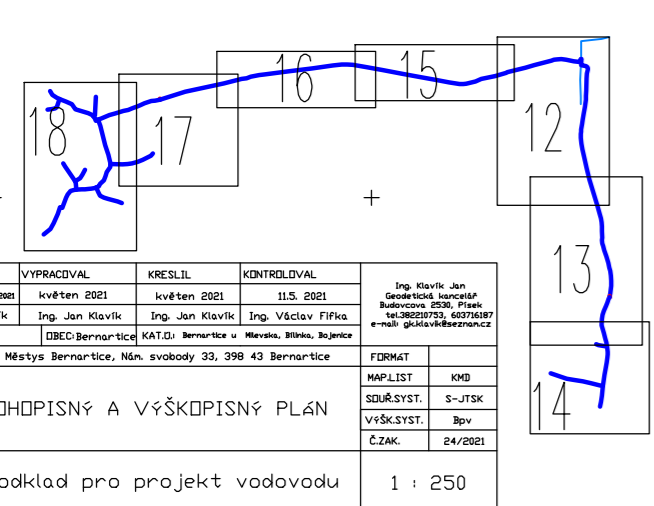 16
15
18
17
12
13
14
VYPRACOVAL KRESLIL KONTROLOVAL
2021 květen 2021 květen 2021 11.5. 2021
k Ing. Jan Klavík Ing. Jan Klavík Ing. Václav Fifka
OBEC: Bernartice KAT.Ú.: Bernartice u Milevska, Bilinka, Bojenice
Městys Bernartice, Nám. svobody 33, 398 43 Bernartice
OHOPISNÝ A VÝŠKOPISNÝ PLÁN
odklad pro projekt vodovodu
Ing. Klavík Jan
Geodetická kancelář
Budovcova 2530, Písek
tel.382210753, 603716187
e-mail: gk.klavik@seznam.cz
FORMÁT
MAP.LIST KMD
SOUŘ.SYST. S-JTSK
VÝŠK.SYST. Bpv
Č.ZAK. 24/2021
1 : 250